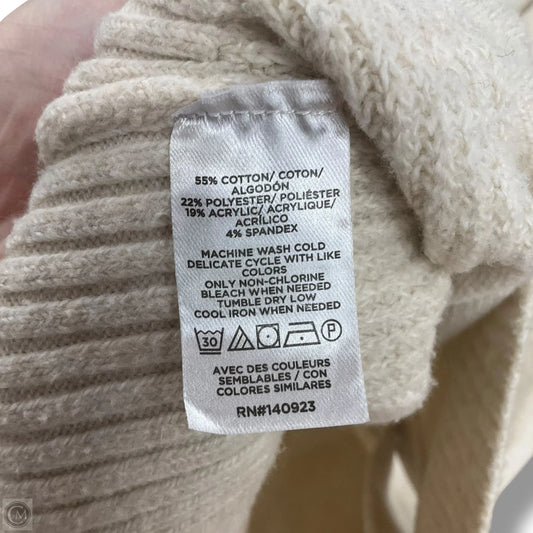 55% COTTON/ COTON/
ALGODÓN
22% POLYESTER/ POLIÉSTER
19% ACRYLIC/ ACRYLIQUE/
ACRÍLICO
4% SPANDEX
MACHINE WASH COLD
DELICATE CYCLE WITH LIKE
COLORS
ONLY NON-CHLORINE
BLEACH WHEN NEEDED
TUMBLE DRY LOW
COOL IRON WHEN NEEDED
30 P
AVEC DES COULEURS
SEMBLABLES / CON
COLORES SIMILARES
RN#140923